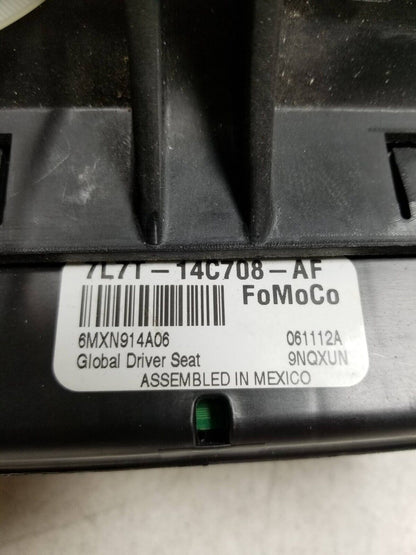 7L7T-14C708-AF
FoMoCo
6MXN914A06 061112A
Global Driver Seat 9NQXUN
ASSEMBLED IN MEXICO